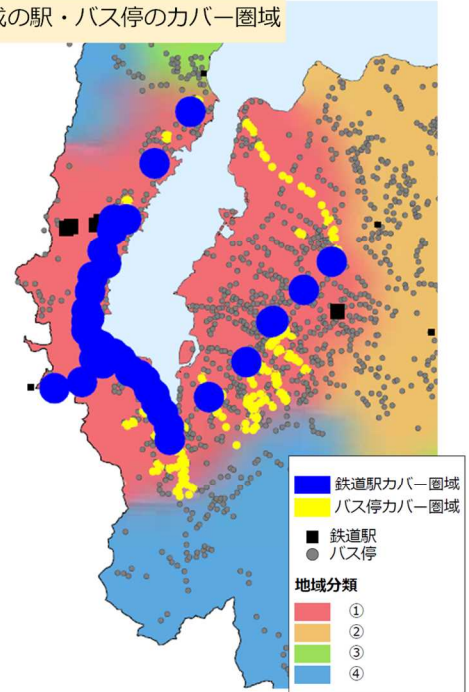 の駅・バス停のカバー圏域
鉄道駅カバー圏域
バス停カバー圏域
鉄道駅
バス停
地域分類
①
②
③
④